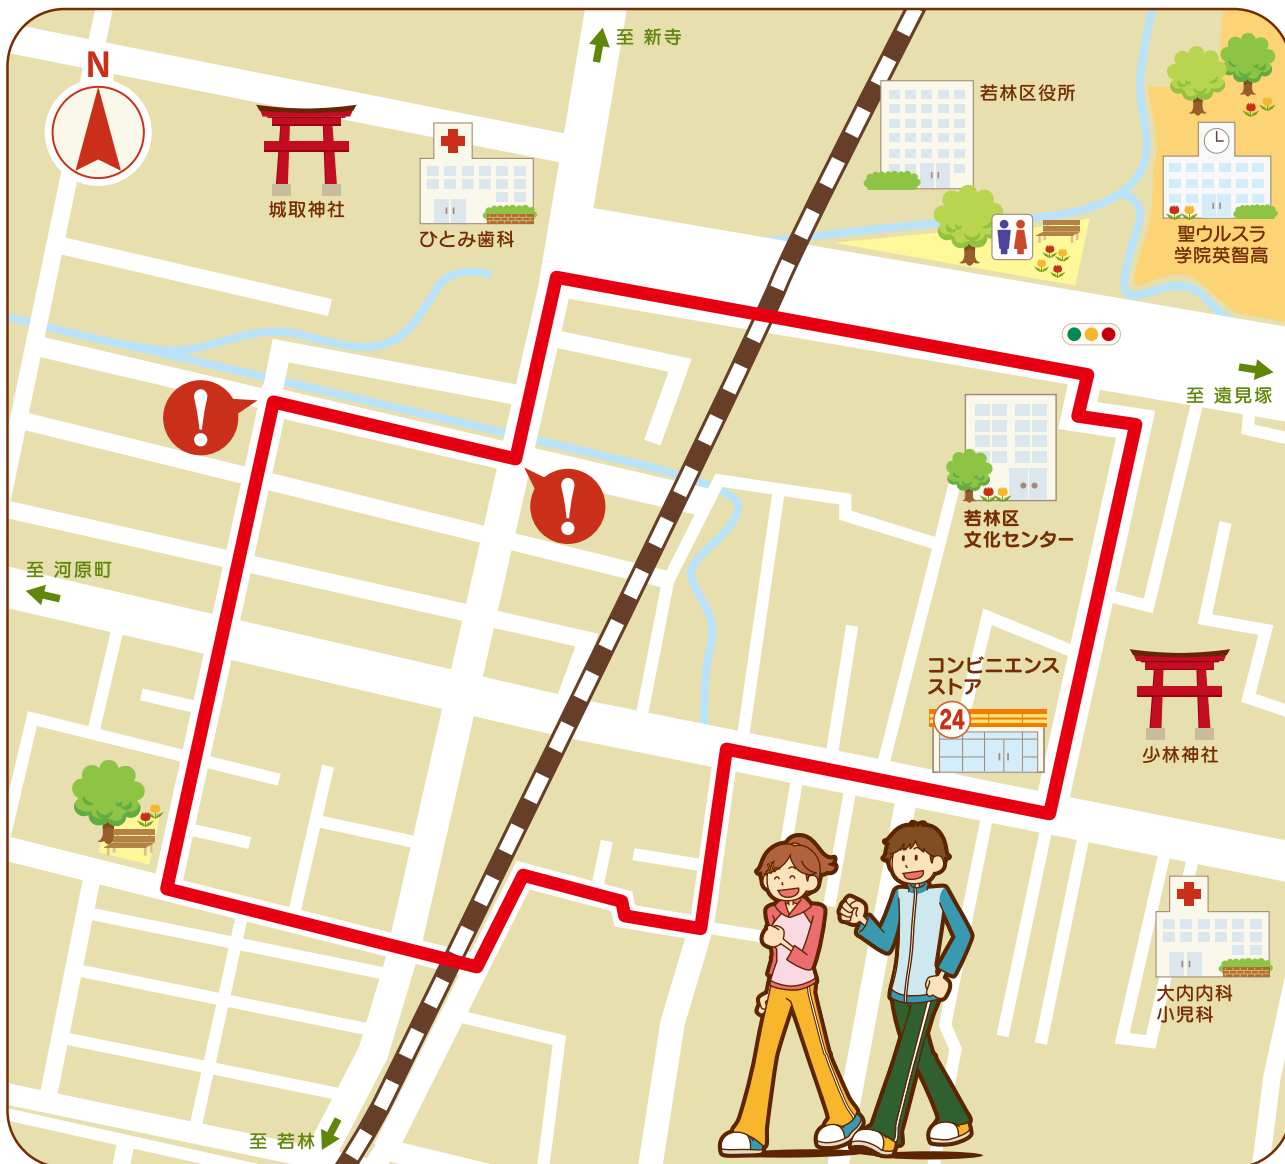 至 新寺
N
若林区役所
城取神社
ひとみ歯科
聖ウルスラ
学院英智高
至 遠見塚
若林区
文化センター
至 河原町
コンビニエンス
ストア
24
少林神社
大内内科
小児科
至 若林